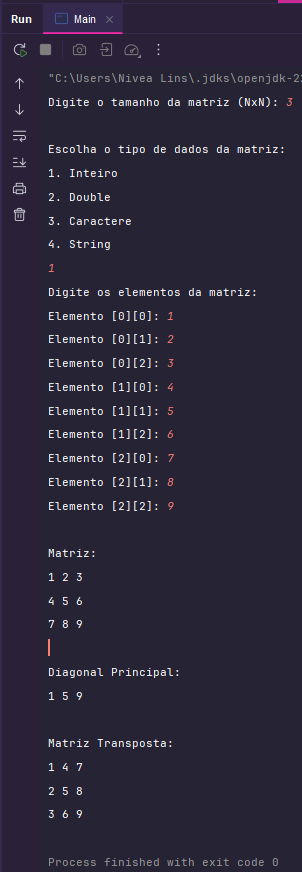 Run Main
"C:\Users\Nivea Lins\.jdks\openjdk-22
Digite o tamanho da matriz (NxN): 3
Escolha o tipo de dados da matriz:
1. Inteiro
2. Double
3. Caractere
4. String
1
Digite os elementos da matriz:
Elemento [0][0]: 1
Elemento [0][1]: 2
Elemento [0][2]: 3
Elemento [1][0]: 4
Elemento [1][1]: 5
Elemento [1][2]: 6
Elemento [2][0]: 7
Elemento [2][1]: 8
Elemento [2][2]: 9
Matriz:
1 2 3
4 5 6
7 8 9
Diagonal Principal:
1 5 9
Matriz Transposta:
1 4 7
2 5 8
3 6 9
Process finished with exit code 0